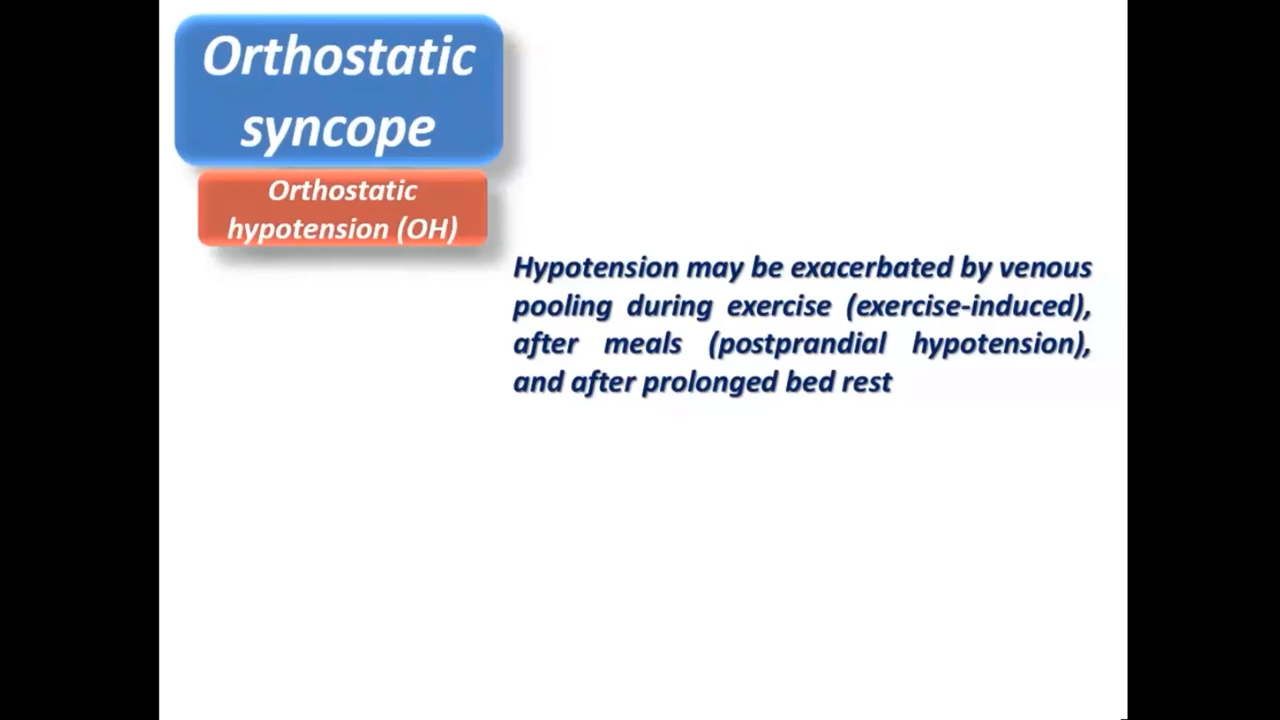 Orthostatic
syncope
Orthostatic
hypotension (OH)
Hypotension may be exacerbated by venous
pooling during exercise (exercise-induced),
after meals (postprandial hypotension),
and after prolonged bed rest